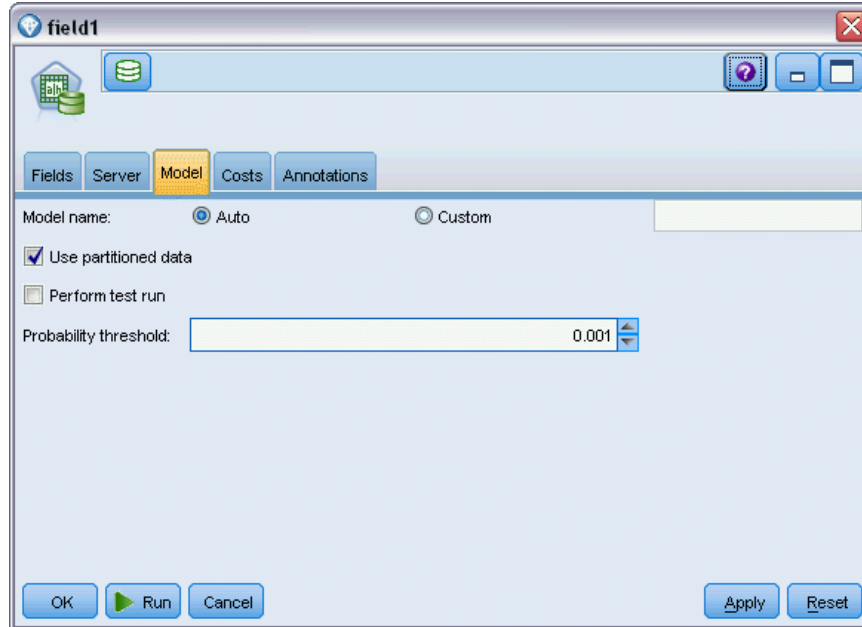 field1
alh
?
Fields Server Model Costs Annotations
Model name: Auto Custom
Use partitioned data
Perform test run
Probability threshold: 0.001
OK Run Cancel Apply Reset